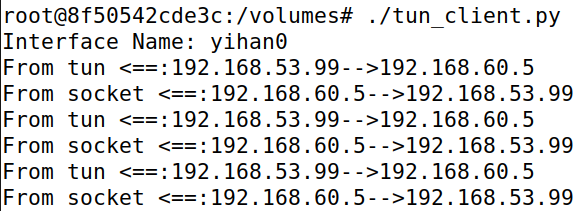 root@8f50542cde3c:/volumes# ./tun_client.py
Interface Name: yihan0
From tun <==:192.168.53.99-->192.168.60.5
From socket <==:192.168.60.5-->192.168.53.99
From tun <==:192.168.53.99-->192.168.60.5
From socket <==:192.168.60.5-->192.168.53.99
From tun <==:192.168.53.99-->192.168.60.5
From socket <==:192.168.60.5-->192.168.53.99